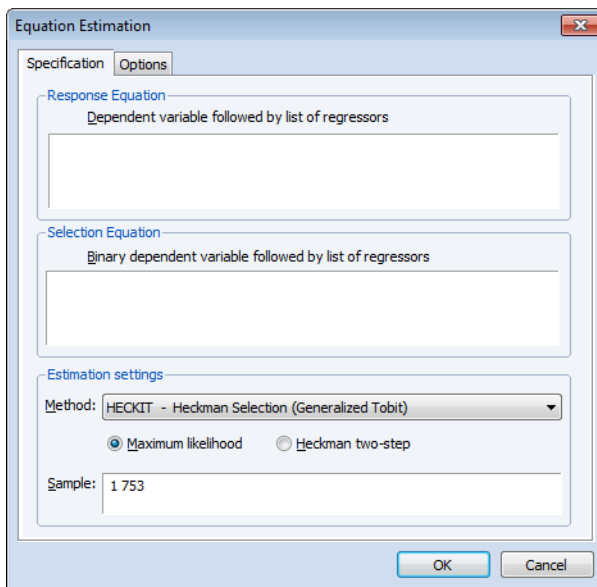 Equation Estimation
Specification
Options
Response Equation
Dependent variable followed by list of regressors
Selection Equation
Binary dependent variable followed by list of regressors
Estimation settings
Method: HECKIT - Heckman Selection (Generalized Tobit)
Maximum likelihood
Heckman two-step
Sample: 1 753
OK
Cancel